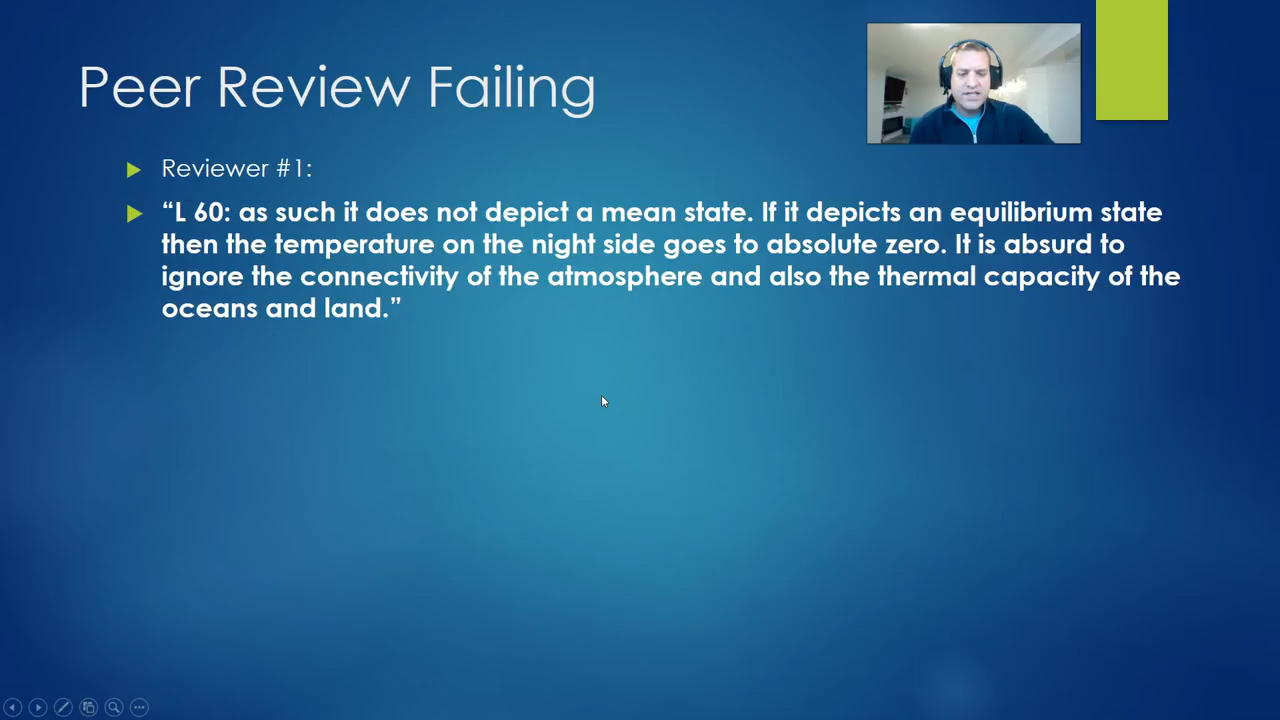 Peer Review Failing
Reviewer #1:
“L 60: as such it does not depict a mean state. If it depicts an equilibrium state
then the temperature on the night side goes to absolute zero. It is absurd to
ignore the connectivity of the atmosphere and also the thermal capacity of the
oceans and land.”